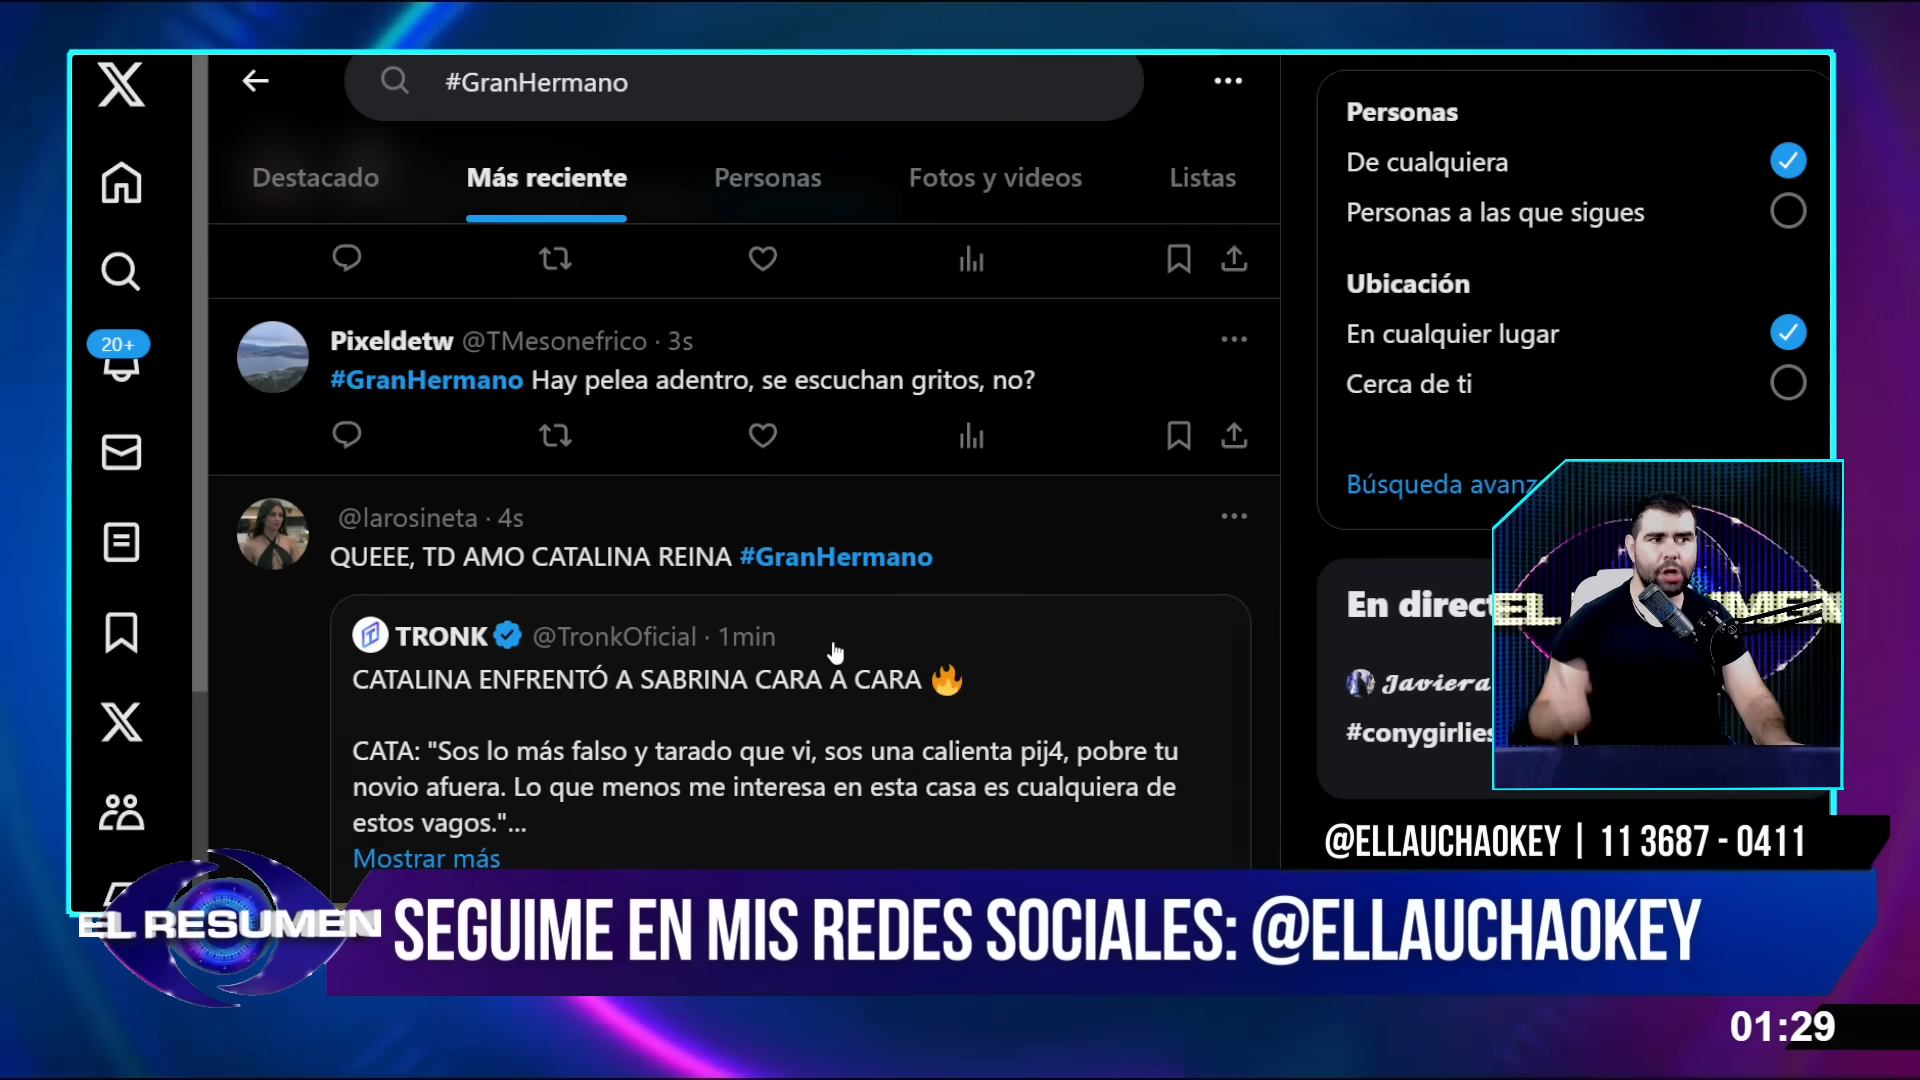 #GranHermano
Destacado
Más reciente
Personas
Fotos y videos
Listas
Pixeldetw @TMesonefrico · 3s
#GranHermano Hay pelea adentro, se escuchan gritos, no?
@larosineta · 4s
QUEEE, TD AMO CATALINA REINA #GranHermano
TRONK @TronkOficial · 1min
CATALINA ENFRENTÓ A SABRINA CARA A CARA 🔥
CATA: "Sos lo más falso y tarado que vi, sos una calienta pij4, pobre tu
novio afuera. Lo que menos me interesa en esta casa es cualquiera de
estos vagos."...
Mostrar más
20+
Personas
De cualquiera
Personas a las que sigues
Ubicación
En cualquier lugar
Cerca de ti
Búsqueda avanz
En direct
𝓙𝓪𝓿𝓲𝓮𝓻𝓪
#conygirlies
@ELLAUCHAOKEY | 11 3687 - 0411
EL RESUMEN
SEGUIME EN MIS REDES SOCIALES: @ELLAUCHAOKEY
01:29